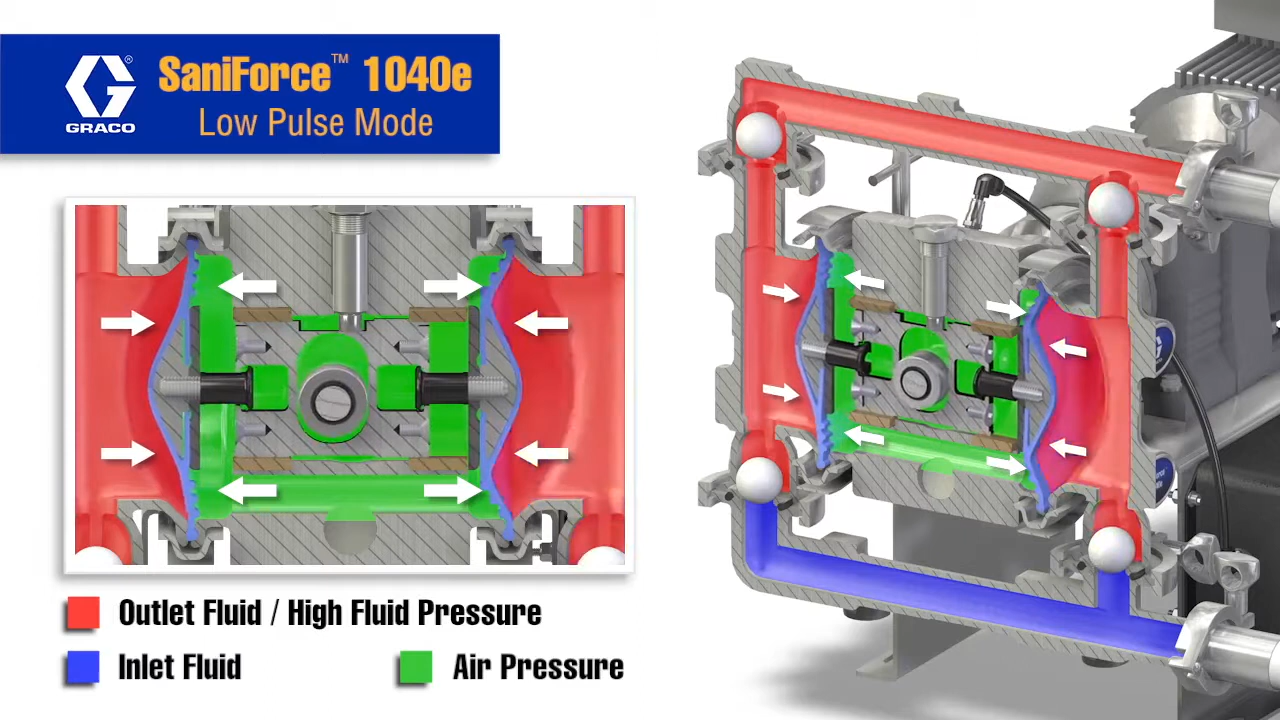 SaniForce™ 1040e
GRACO®
Low Pulse Mode
Outlet Fluid / High Fluid Pressure
Inlet Fluid
Air Pressure